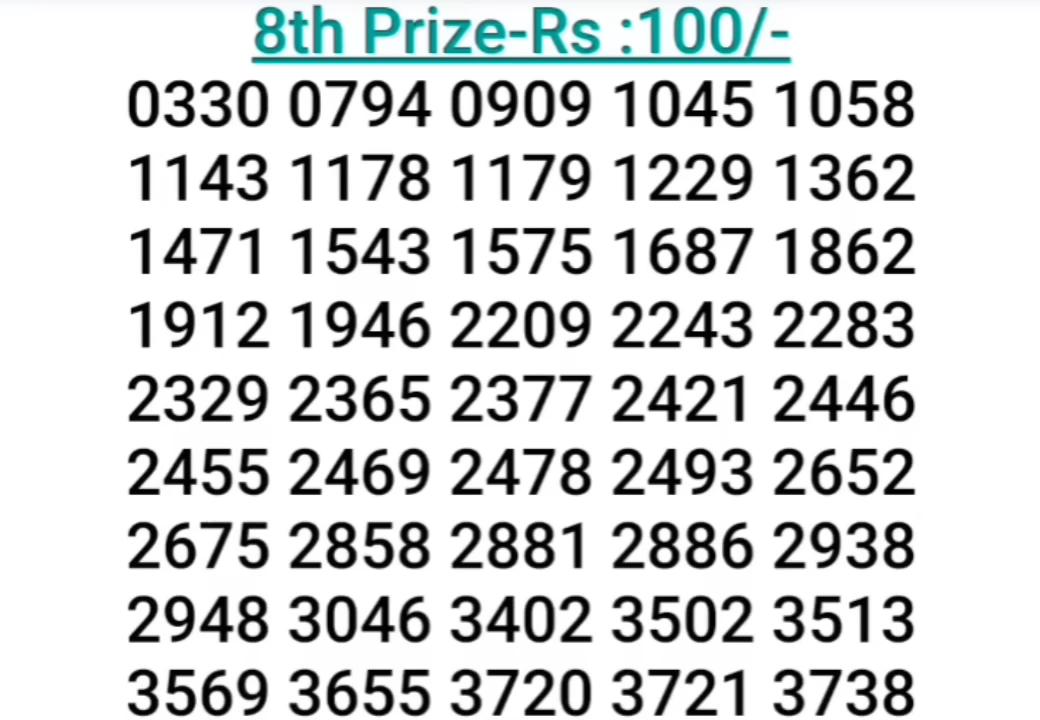 8th Prize-Rs :100/-
0330 0794 0909 1045 1058
1143 1178 1179 1229 1362
1471 1543 1575 1687 1862
1912 1946 2209 2243 2283
2329 2365 2377 2421 2446
2455 2469 2478 2493 2652
2675 2858 2881 2886 2938
2948 3046 3402 3502 3513
3569 3655 3720 3721 3738